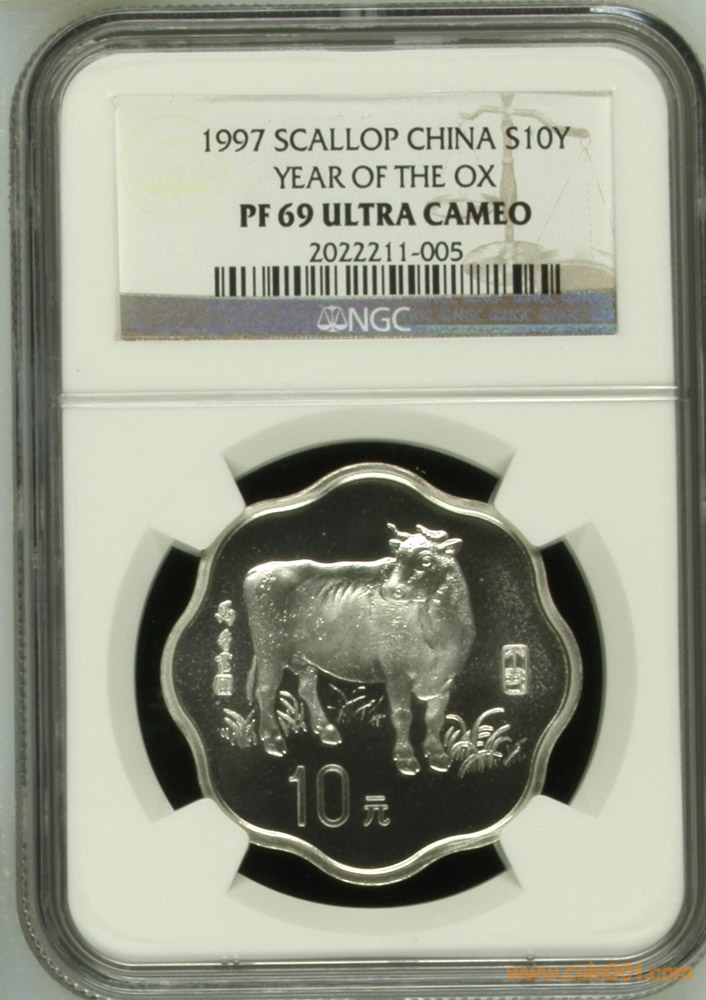 1997 SCALLOP CHINA S10Y
YEAR OF THE OX
PF 69 ULTRA CAMEO
2022211-005
NGC
10元
www.coin001.com